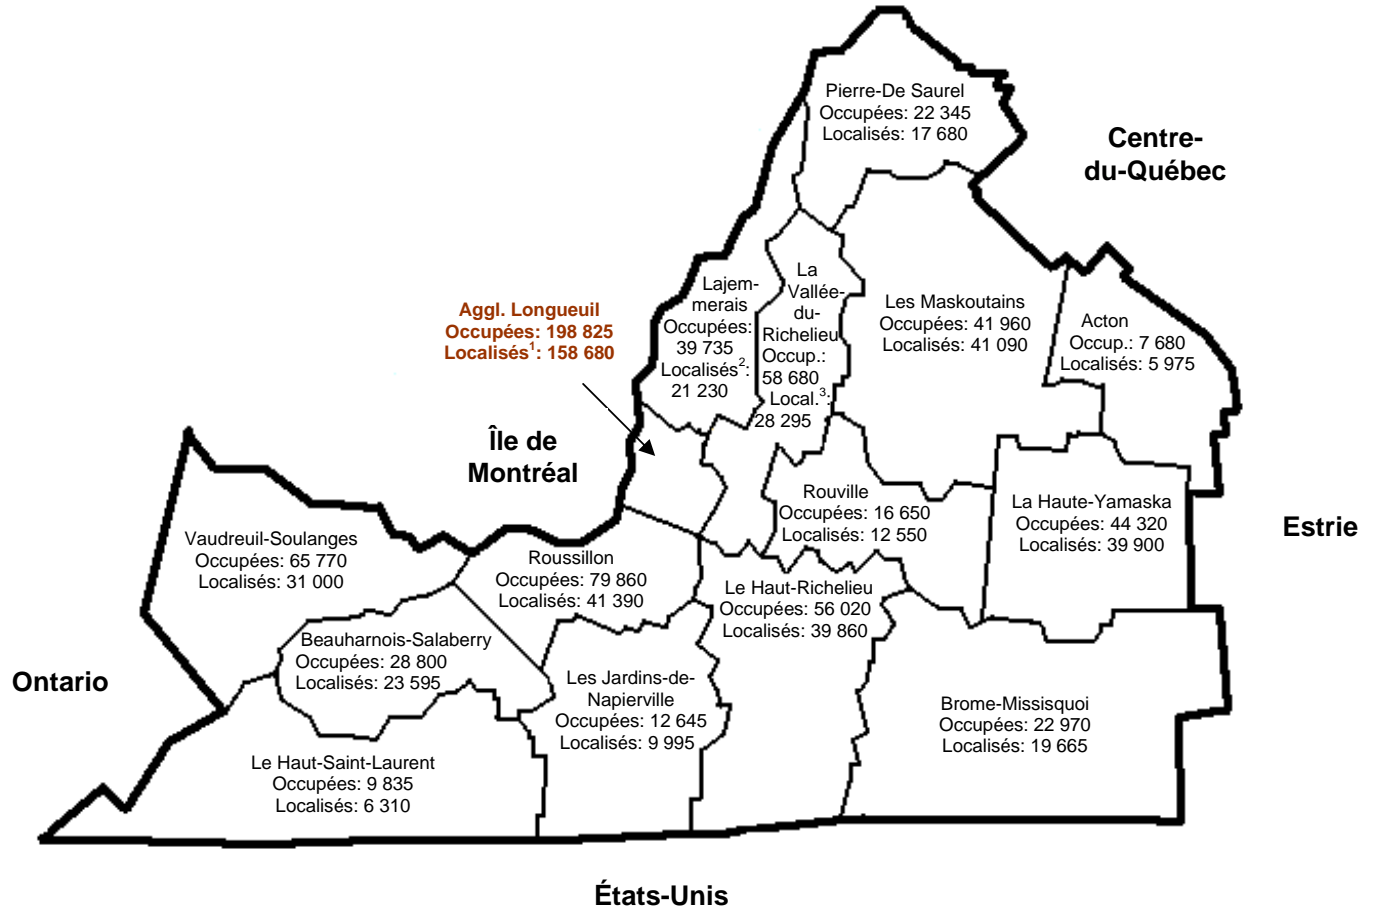 Pierre-De Saurel
Occupées: 22 345
Localisés: 17 680
Centre-
du-Québec
Lajem-
merais
Occupées:
39 735
Localisés²:
21 230
La
Vallée-
du-
Richelieu
Occup.:
58 680
Local.³:
28 295
Les Maskoutains
Occupées: 41 960
Localisés: 41 090
Acton
Occup.: 7 680
Localisés: 5 975
Aggl. Longueuil
Occupées: 198 825
Localisés¹: 158 680
Île de
Montréal
Rouville
Occupées: 16 650
Localisés: 12 550
La Haute-Yamaska
Occupées: 44 320
Localisés: 39 900
Estrie
Vaudreuil-Soulanges
Occupées: 65 770
Localisés: 31 000
Roussillon
Occupées: 79 860
Localisés: 41 390
Le Haut-Richelieu
Occupées: 56 020
Localisés: 39 860
Beauharnois-Salaberry
Occupées: 28 800
Localisés: 23 595
Ontario
Les Jardins-de-
Napierville
Occupées: 12 645
Localisés: 9 995
Brome-Missisquoi
Occupées: 22 970
Localisés: 19 665
Le Haut-Saint-Laurent
Occupées: 9 835
Localisés: 6 310
États-Unis